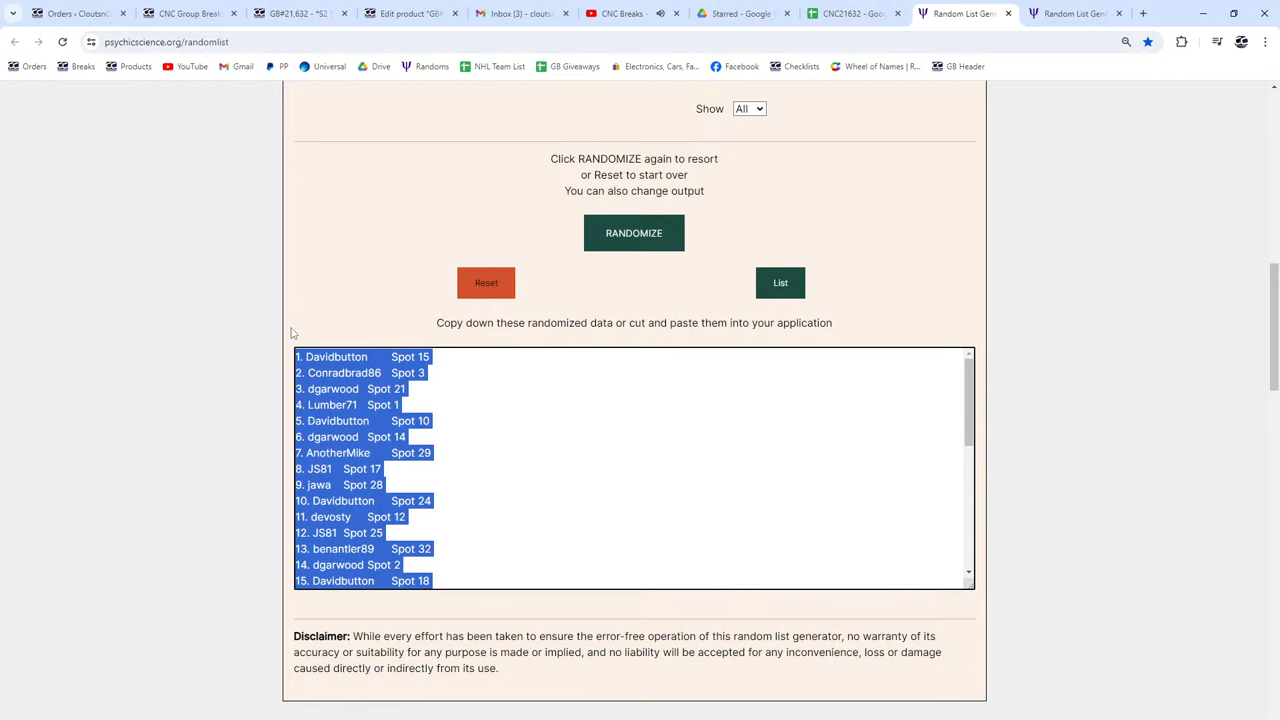 Orders ‹ CloutsnC
CNC Group Break
GB#21,632 - "S2
Edit product "GB
Inbox (3) - clouts
CNC Breaks -
Starred - Google
CNC21632 - Goo
Random List Gene
Random List Gene
psychicscience.org/randomlist
Orders
Breaks
Products
YouTube
Gmail
PP
Universal
Drive
Randoms
NHL Team List
GB Giveaways
Electronics, Cars, Fa...
Facebook
Checklists
Wheel of Names | R...
GB Header
Show All
Click RANDOMIZE again to resort
or Reset to start over
You can also change output
RANDOMIZE
Reset
List
Copy down these randomized data or cut and paste them into your application
1. Davidbutton Spot 15
2. Conradbrad86 Spot 3
3. dgarwood Spot 21
4. Lumber71 Spot 1
5. Davidbutton Spot 10
6. dgarwood Spot 14
7. AnotherMike Spot 29
8. JS81 Spot 17
9. jawa Spot 28
10. Davidbutton Spot 24
11. devosty Spot 12
12. JS81 Spot 25
13. benantler89 Spot 32
14. dgarwood Spot 2
15. Davidbutton Spot 18
Disclaimer: While every effort has been taken to ensure the error-free operation of this random list generator, no warranty of its
accuracy or suitability for any purpose is made or implied, and no liability will be accepted for any inconvenience, loss or damage
caused directly or indirectly from its use.